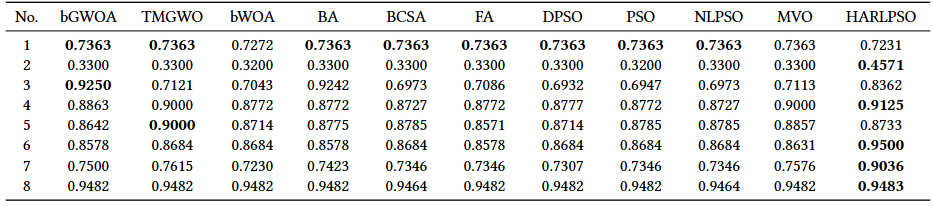 No. bGWOA TMGWO bWOA BA BCSA FA DPSO PSO NLPSO MVO HARLPSO
1 0.7363 0.7363 0.7272 0.7363 0.7363 0.7363 0.7363 0.7363 0.7363 0.7363 0.7231
2 0.3300 0.3300 0.3200 0.3300 0.3300 0.3300 0.3300 0.3200 0.3300 0.3300 0.4571
3 0.9250 0.7121 0.7043 0.9242 0.6973 0.7086 0.6932 0.6947 0.6973 0.7113 0.8362
4 0.8863 0.9000 0.8772 0.8772 0.8727 0.8772 0.8777 0.8772 0.8727 0.9000 0.9125
5 0.8642 0.9000 0.8714 0.8775 0.8785 0.8571 0.8714 0.8785 0.8785 0.8857 0.8733
6 0.8578 0.8684 0.8684 0.8578 0.8684 0.8578 0.8684 0.8684 0.8684 0.8631 0.9500
7 0.7500 0.7615 0.7230 0.7423 0.7346 0.7346 0.7307 0.7346 0.7346 0.7576 0.9036
8 0.9482 0.9482 0.9482 0.9482 0.9464 0.9482 0.9482 0.9482 0.9464 0.9482 0.9483